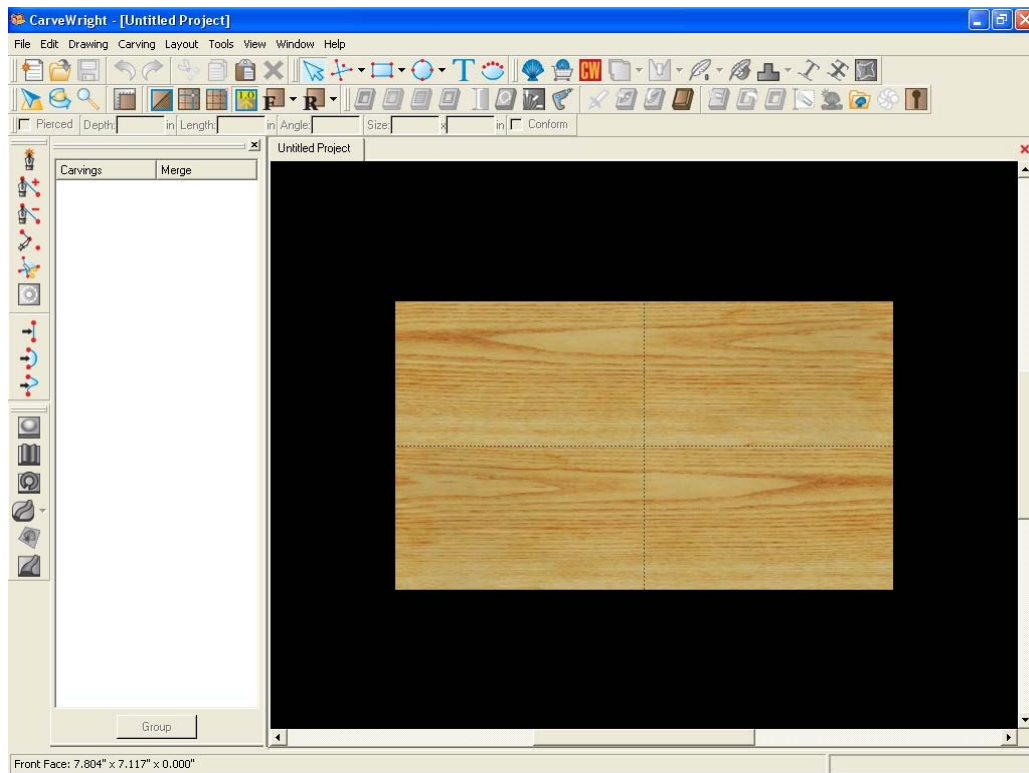 CarveWright - [Untitled Project]
File Edit Drawing Carving Layout Tools View Window Help
T CW
F R
Pierced Depth: in Length: in Angle: Size: x in Conform
Untitled Project
Carvings Merge
Group
Front Face: 7.804" x 7.117" x 0.000"